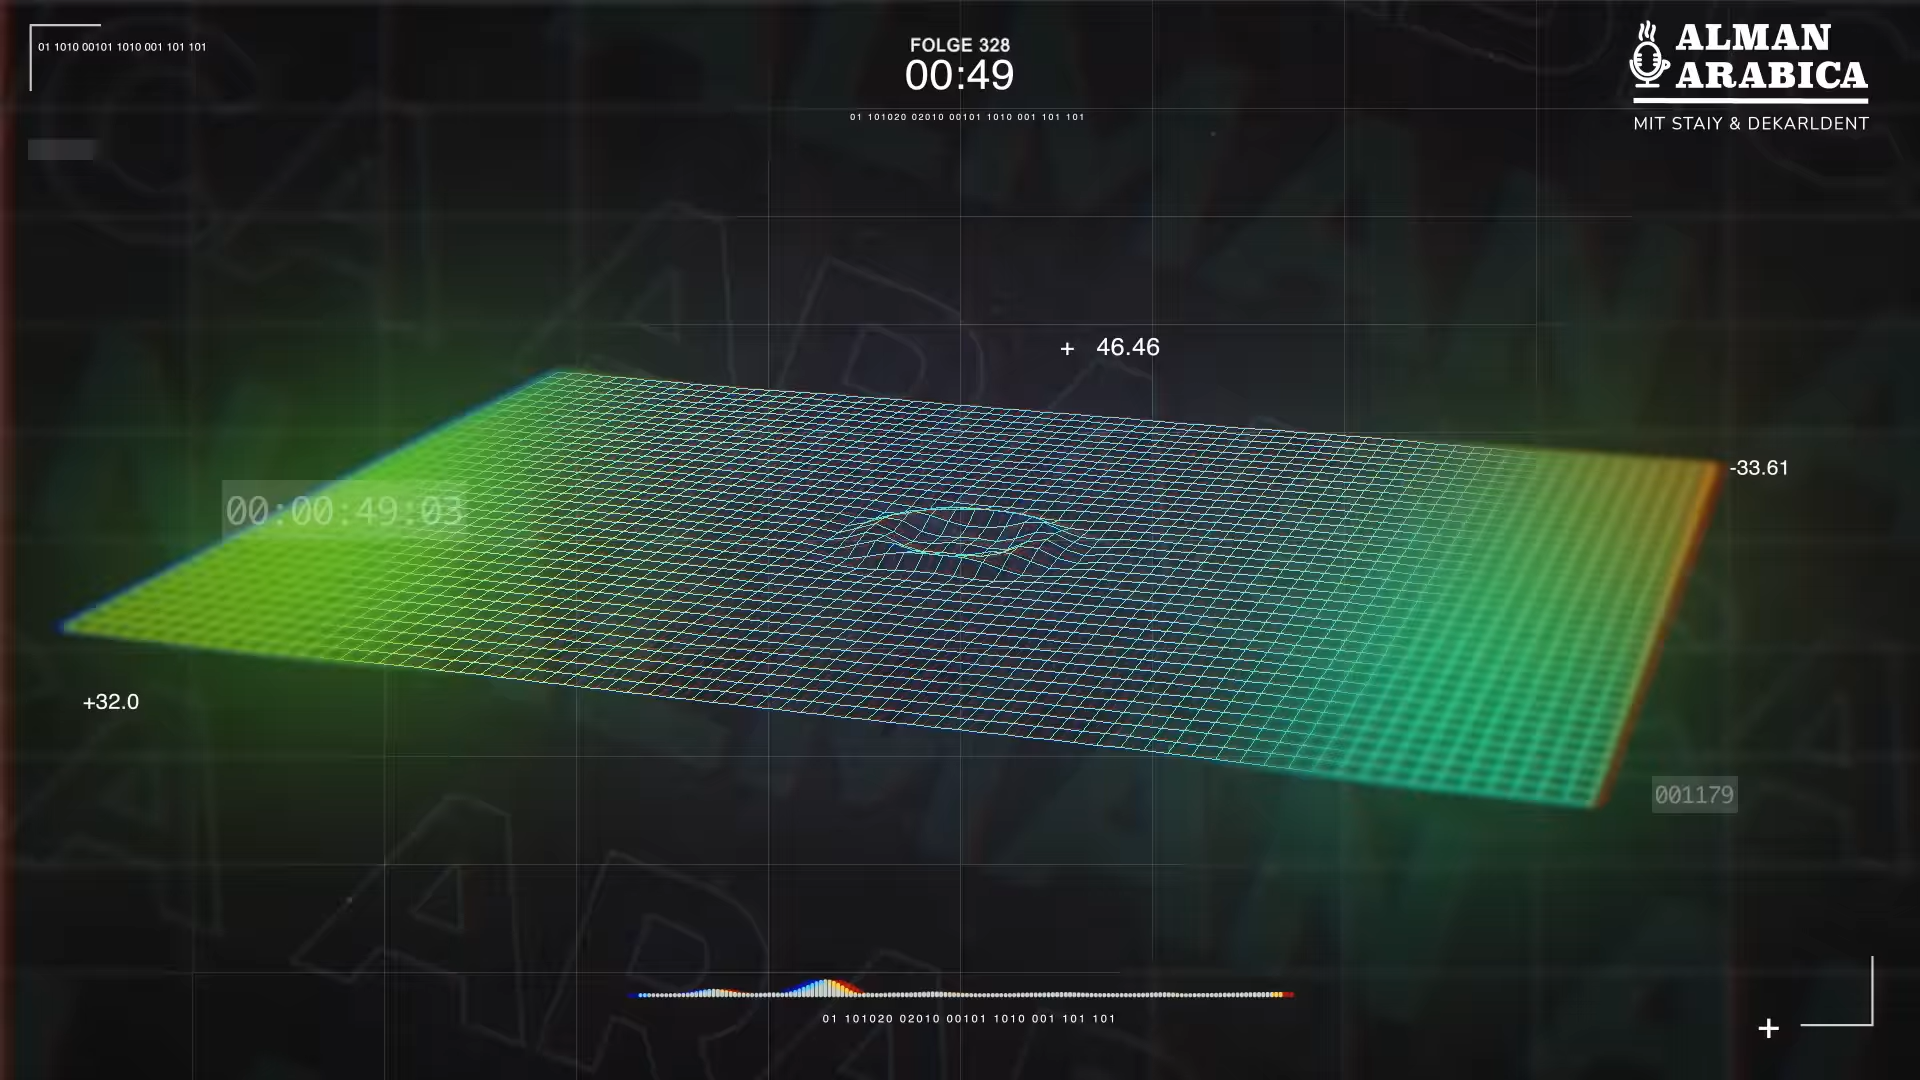 01 1010 00101 1010 001 101 101
FOLGE 328
00:49
01 101020 02010 00101 1010 001 101 101
ALMAN
ARABICA
MIT STAIY & DEKARLDENT
+ 46.46
-33.61
00:00:49:03
+32.0
001179
01 101020 02010 00101 1010 001 101 101
+